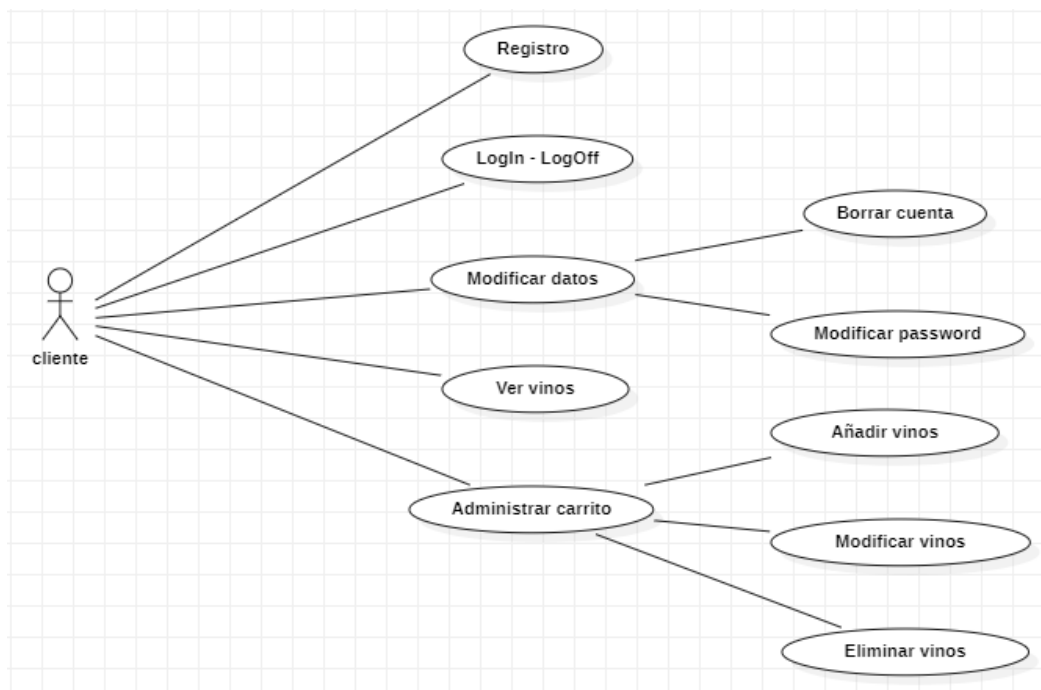 Registro
LogIn - LogOff
Borrar cuenta
Modificar datos
Modificar password
cliente
Ver vinos
Añadir vinos
Administrar carrito
Modificar vinos
Eliminar vinos